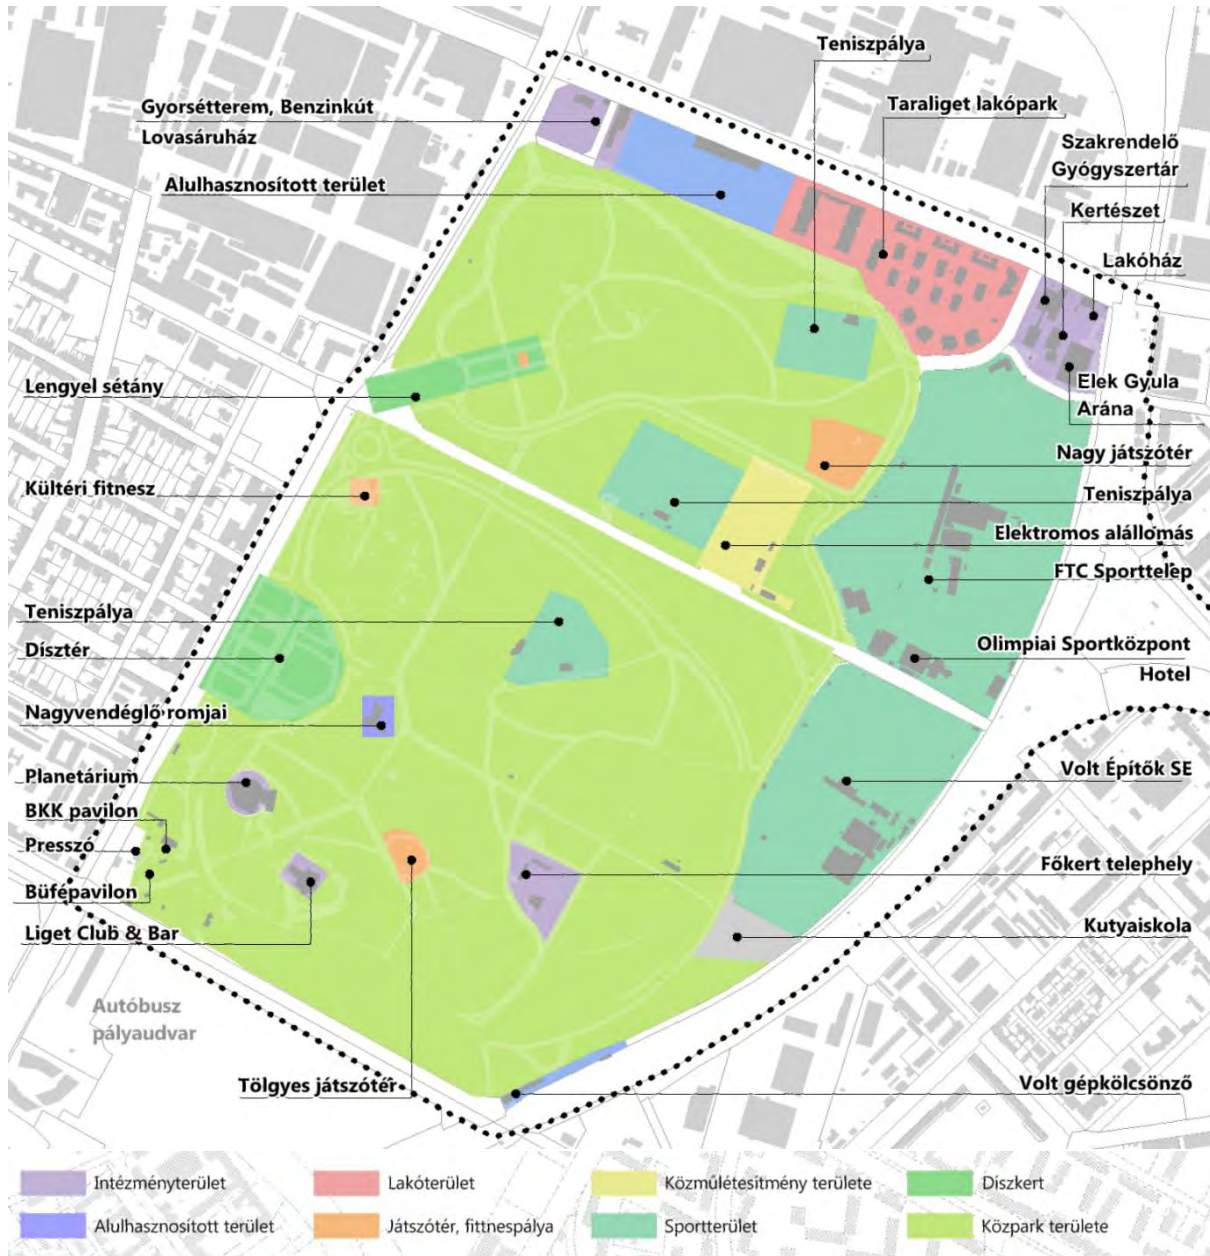 Teniszpálya
Gyorsétterem, Benzinkút
Lovasáruház
Taraliget lakópark
Szakrendelő
Gyógyszertár
Alulhasznosított terület
Kertészet
Lakóház
Lengyel sétány
Elek Gyula
Aréna
Nagy játszótér
Kültéri fitnesz
Teniszpálya
Elektromos alállomás
FTC Sporttelep
Teniszpálya
Dísztér
Olimpiai Sportközpont
Hotel
Nagyvendéglő romjai
Planetárium
Volt Építők SE
BKK pavilon
Presszó
Büfépavilon
Főkert telephely
Liget Club & Bar
Kutyaiskola
Autóbusz
pályaudvar
Tölgyes játszótér
Volt gépkölcsönző
Intézményterület
Lakóterület
Közműlétesítmény területe
Díszkert
Alulhasznosított terület
Játszótér, fittnespálya
Sportterület
Közpark területe